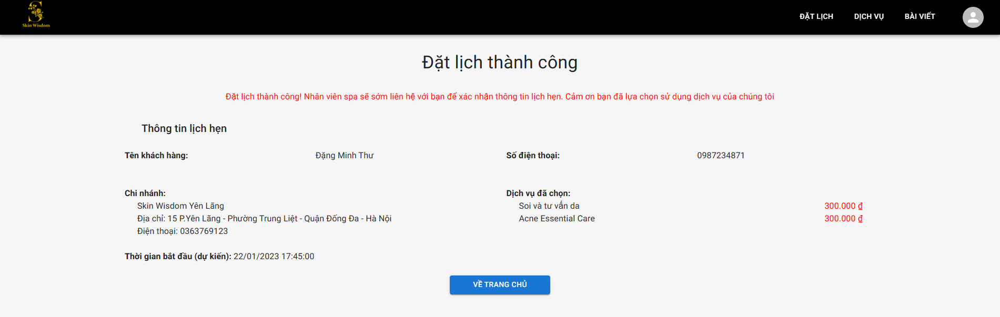 Skin Wisdom
ĐẶT LỊCH DỊCH VỤ BÀI VIẾT
Đặt lịch thành công
Đặt lịch thành công! Nhân viên spa sẽ sớm liên hệ với bạn để xác nhận thông tin lịch hẹn. Cảm ơn bạn đã lựa chọn sử dụng dịch vụ của chúng tôi
Thông tin lịch hẹn
Tên khách hàng: Đặng Minh Thư
Số điện thoại: 0987234871
Chi nhánh:
Skin Wisdom Yên Lãng
Địa chỉ: 15 P.Yên Lãng - Phường Trung Liệt - Quận Đống Đa - Hà Nội
Điện thoại: 0363769123
Dịch vụ đã chọn:
Soi và tư vấn da 300.000 ₫
Acne Essential Care 300.000 ₫
Thời gian bắt đầu (dự kiến): 22/01/2023 17:45:00
VỀ TRANG CHỦ